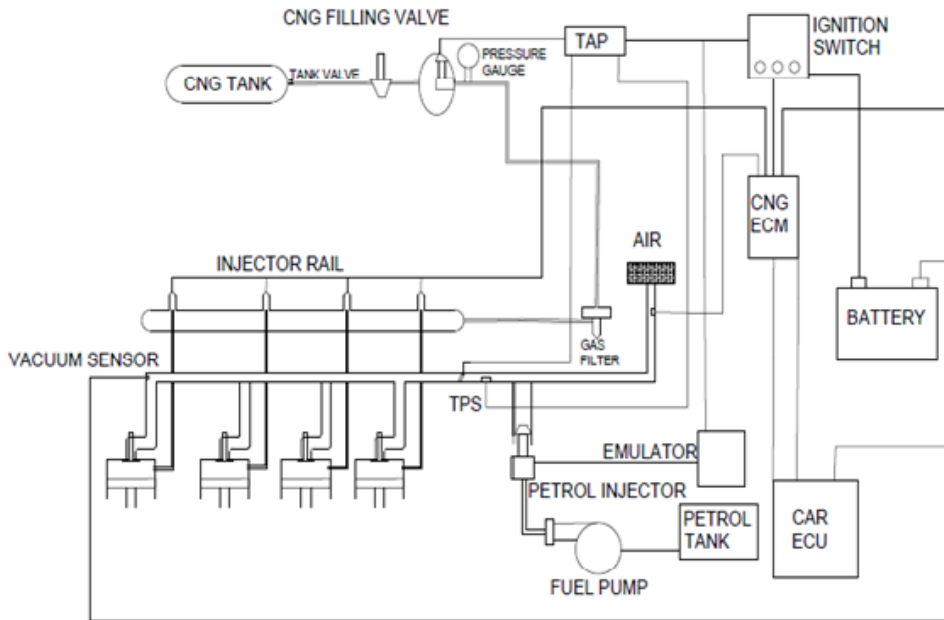 CNG FILLING VALVE
TAP
IGNITION
SWITCH
PRESSURE
GAUGE
CNG TANK
TANK VALVE
CNG
ECM
AIR
INJECTOR RAIL
BATTERY
GAS
FILTER
VACUUM SENSOR
TPS
EMULATOR
PETROL INJECTOR
PETROL
TANK
CAR
ECU
FUEL PUMP